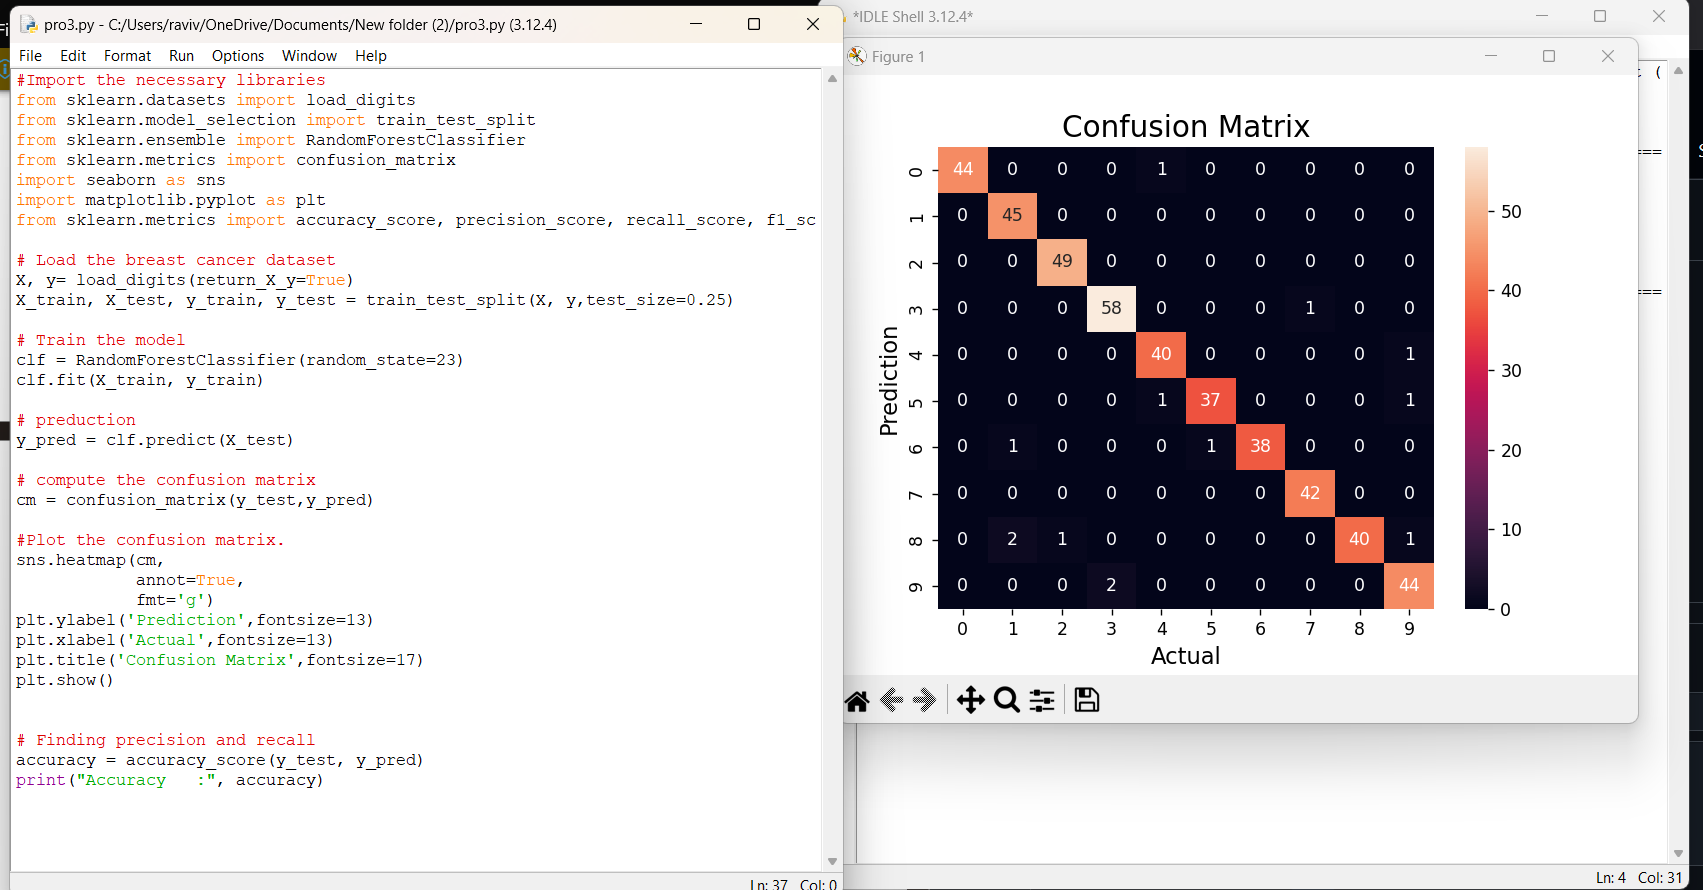 pro3.py - C:/Users/raviv/OneDrive/Documents/New folder (2)/pro3.py (3.12.4)
File Edit Format Run Options Window Help
#Import the necessary libraries
from sklearn.datasets import load_digits
from sklearn.model_selection import train_test_split
from sklearn.ensemble import RandomForestClassifier
from sklearn.metrics import confusion_matrix
import seaborn as sns
import matplotlib.pyplot as plt
from sklearn.metrics import accuracy_score, precision_score, recall_score, f1_sc
# Load the breast cancer dataset
X, y= load_digits(return_X_y=True)
X_train, X_test, y_train, y_test = train_test_split(X, y,test_size=0.25)
# Train the model
clf = RandomForestClassifier(random_state=23)
clf.fit(X_train, y_train)
# preduction
y_pred = clf.predict(X_test)
# compute the confusion matrix
cm = confusion_matrix(y_test,y_pred)
#Plot the confusion matrix.
sns.heatmap(cm,
            annot=True,
            fmt='g')
plt.ylabel('Prediction',fontsize=13)
plt.xlabel('Actual',fontsize=13)
plt.title('Confusion Matrix',fontsize=17)
plt.show()
# Finding precision and recall
accuracy = accuracy_score(y_test, y_pred)
print("Accuracy   :", accuracy)
Ln: 37 Col: 0
*IDLE Shell 3.12.4*
Figure 1
Confusion Matrix
Prediction
0 44 0 0 0 1 0 0 0 0 0
1 0 45 0 0 0 0 0 0 0 0
2 0 0 49 0 0 0 0 0 0 0
3 0 0 0 58 0 0 0 1 0 0
4 0 0 0 0 40 0 0 0 0 1
5 0 0 0 0 1 37 0 0 0 1
6 0 1 0 0 0 1 38 0 0 0
7 0 0 0 0 0 0 0 42 0 0
8 0 2 1 0 0 0 0 0 40 1
9 0 0 0 2 0 0 0 0 0 44
0 1 2 3 4 5 6 7 8 9
Actual
50
40
30
20
10
0
(
===
===
Ln: 4 Col: 31